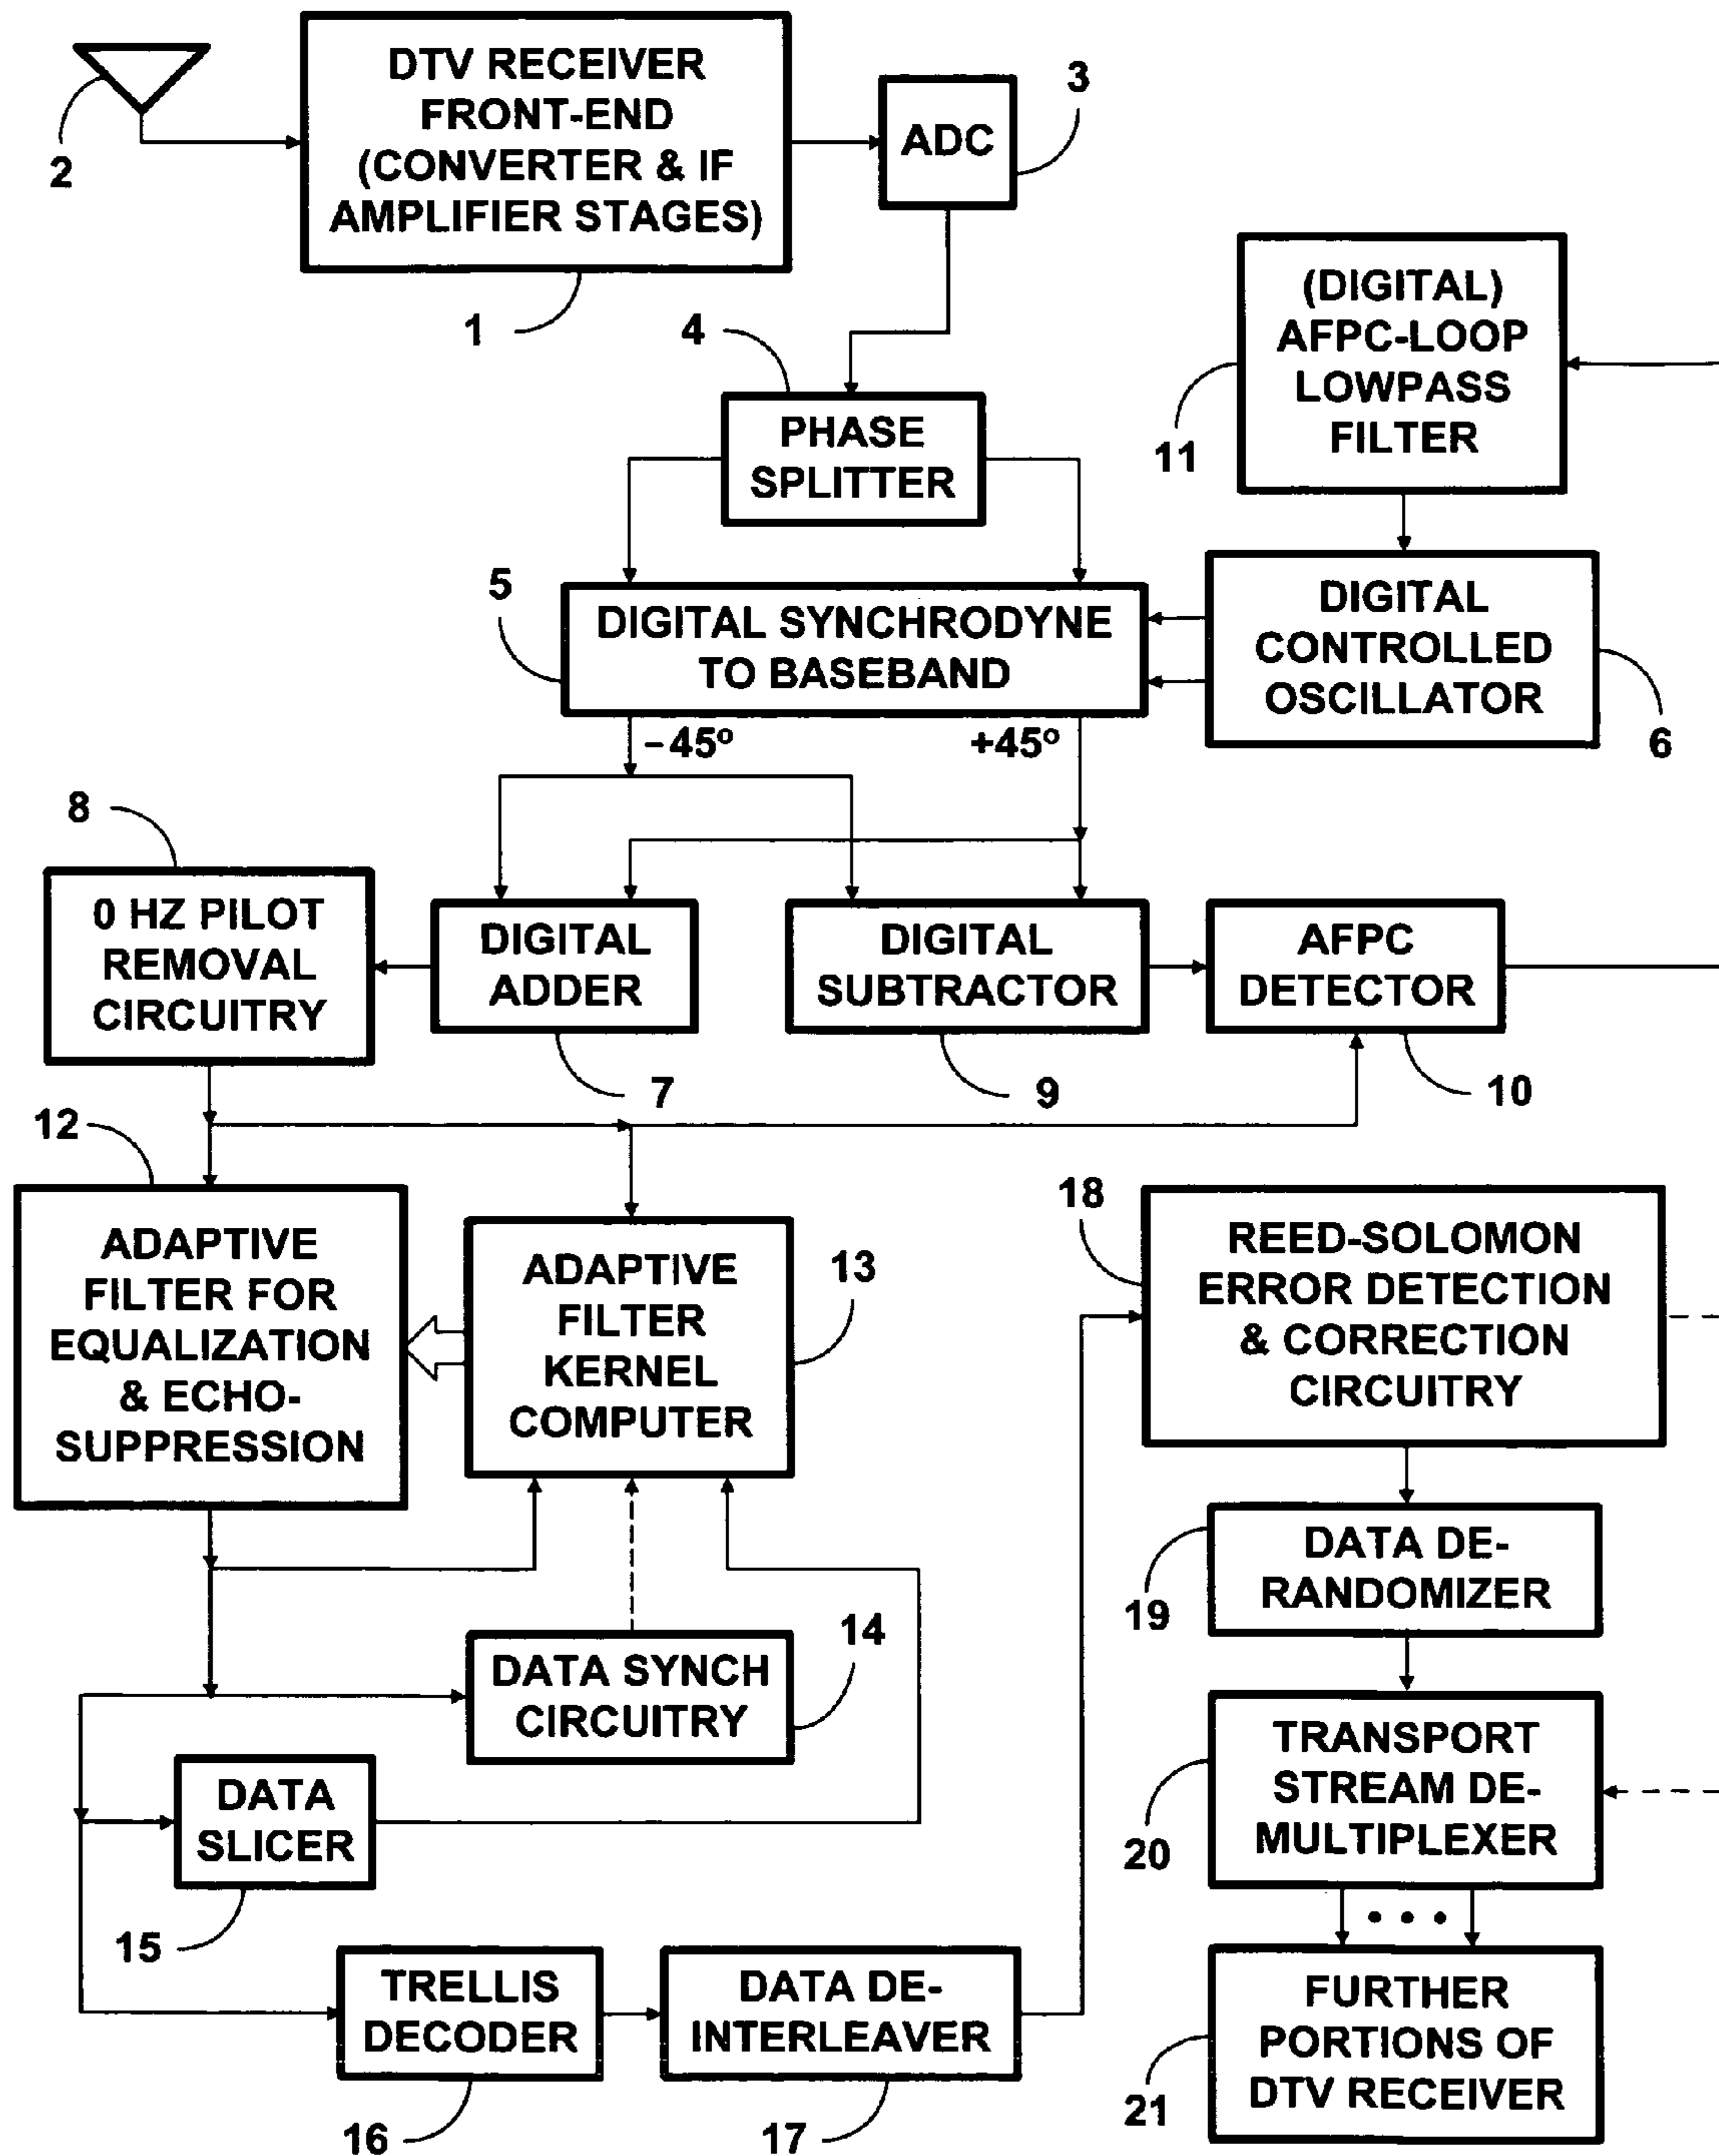 DTV RECEIVER
FRONT-END
(CONVERTER & IF
AMPLIFIER STAGES)
1
2
ADC
3
4
PHASE
SPLITTER
(DIGITAL)
AFPC-LOOP
LOWPASS
FILTER
11
5
DIGITAL SYNCHRODYNE
TO BASEBAND
DIGITAL
CONTROLLED
OSCILLATOR
6
–45º
+45º
8
0 HZ PILOT
REMOVAL
CIRCUITRY
DIGITAL
ADDER
7
DIGITAL
SUBTRACTOR
9
AFPC
DETECTOR
10
12
ADAPTIVE
FILTER FOR
EQUALIZATION
& ECHO-
SUPPRESSION
ADAPTIVE
FILTER
KERNEL
COMPUTER
13
18
REED-SOLOMON
ERROR DETECTION
& CORRECTION
CIRCUITRY
DATA SYNCH
CIRCUITRY
14
DATA DE-
RANDOMIZER
19
DATA
SLICER
15
TRANSPORT
STREAM DE-
MULTIPLEXER
20
• • •
TRELLIS
DECODER
16
DATA DE-
INTERLEAVER
17
FURTHER
PORTIONS OF
DTV RECEIVER
21